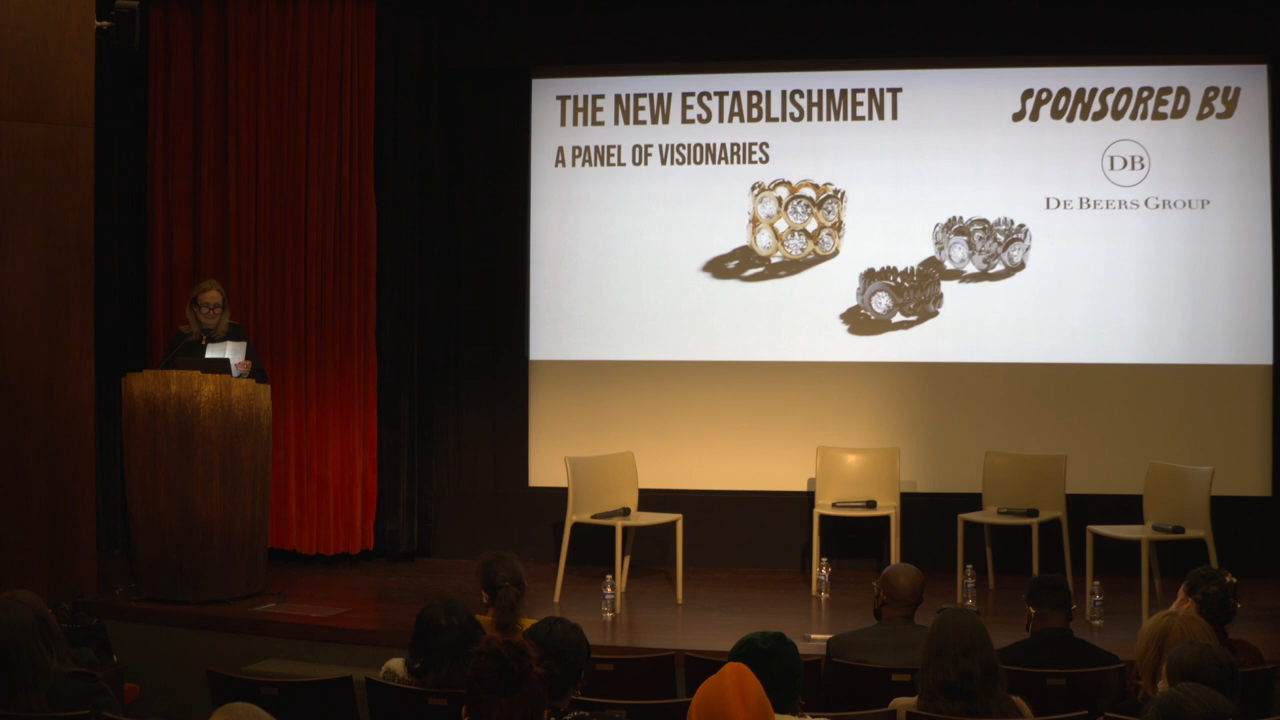 THE NEW ESTABLISHMENT
A PANEL OF VISIONARIES
SPONSORED BY
DB
DE BEERS GROUP